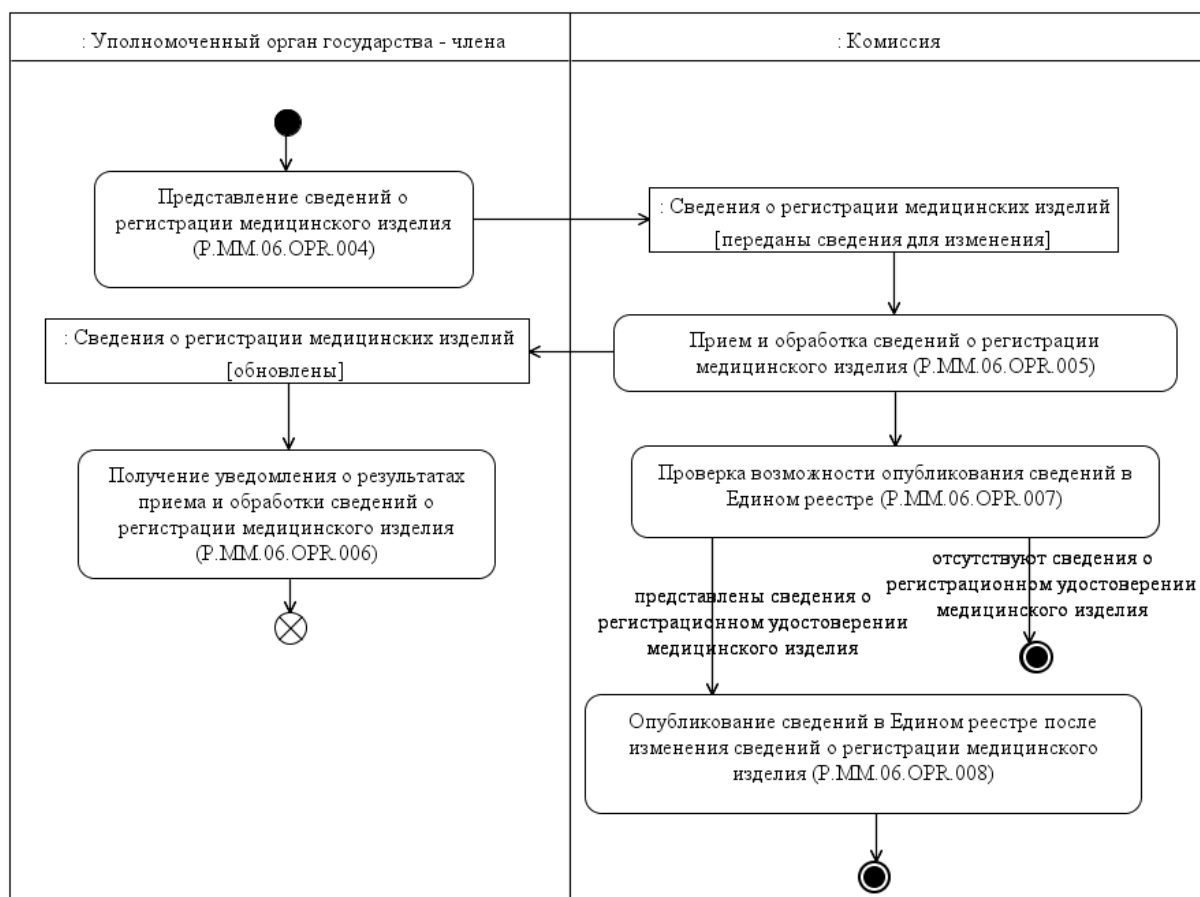 : Уполномоченный орган государства - члена
: Комиссия
Представление сведений о
регистрации медицинского изделия
(P.MM.06.OPR.004)
: Сведения о регистрации медицинских изделий
[переданы сведения для изменения]
: Сведения о регистрации медицинских изделий
[обновлены]
Прием и обработка сведений о регистрации
медицинского изделия (P.MM.06.OPR.005)
Получение уведомления о результатах
приема и обработки сведений о
регистрации медицинского изделия
(P.MM.06.OPR.006)
Проверка возможности опубликования сведений в
Едином реестре (P.MM.06.OPR.007)
представлены сведения о
регистрационном удостоверении
медицинского изделия
отсутствуют сведения о
регистрационном удостоверении
медицинского изделия
Опубликование сведений в Едином реестре после
изменения сведений о регистрации медицинского
изделия (P.MM.06.OPR.008)